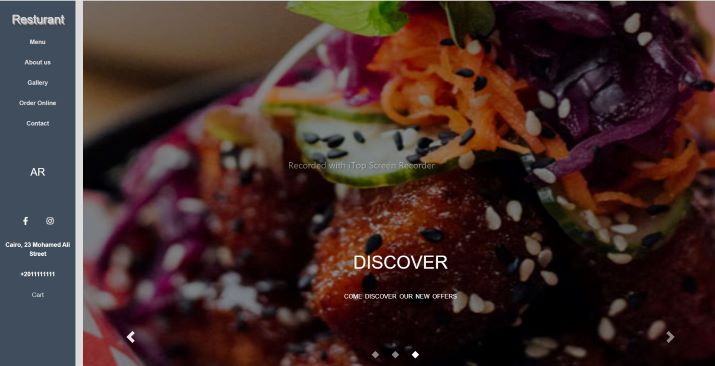 Resturant
Menu
About us
Gallery
Order Online
Contact
AR
Cairo, 23 Mohamed Ali
Street
+2011111111
Cart
Recorded with iTop Screen Recorder
DISCOVER
COME DISCOVER OUR NEW OFFERS